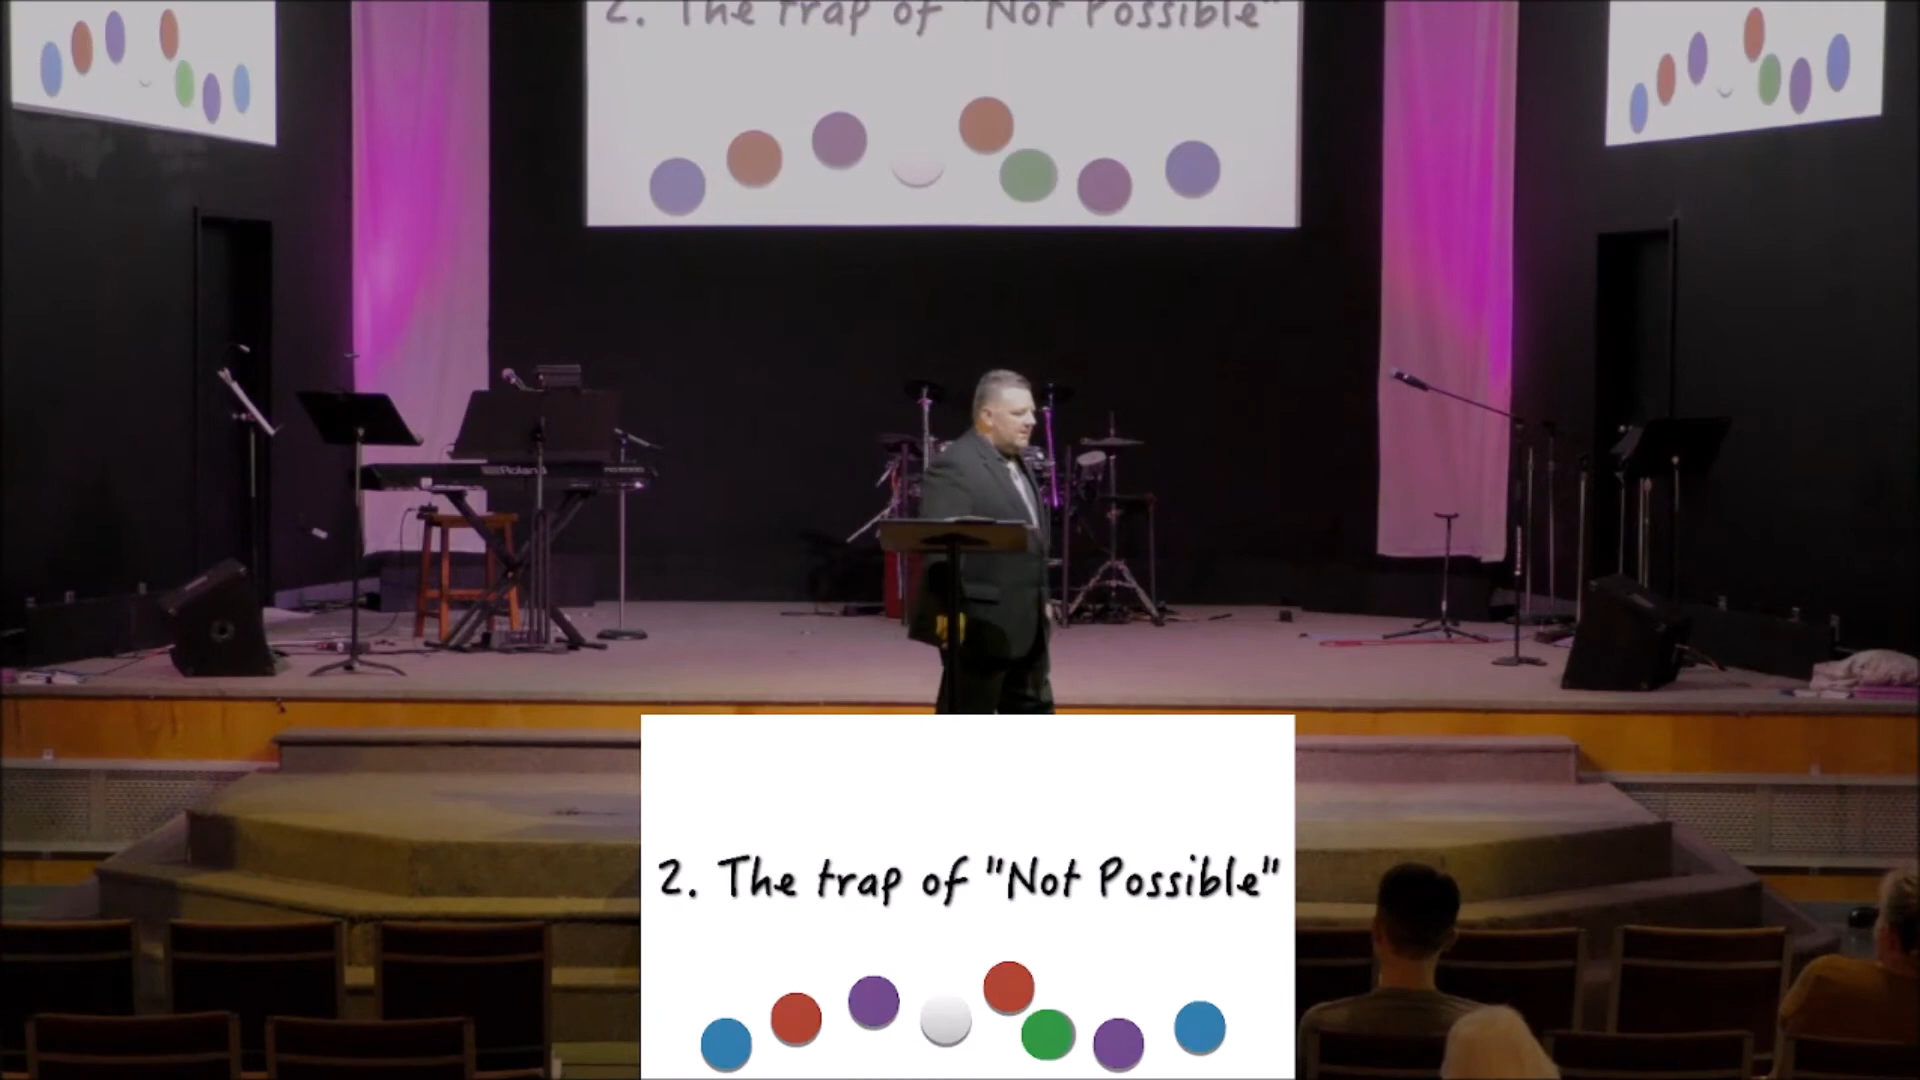 2. The trap of "Not Possible"
Roland
2. The trap of "Not Possible"